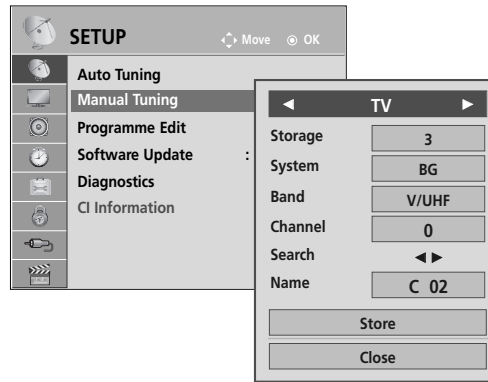 SETUP
Move OK
Auto Tuning
Manual Tuning
Programme Edit
Software Update :
Diagnostics
CI Information
◄ TV ►
Storage 3
System BG
Band V/UHF
Channel 0
Search ◄ ►
Name C 02
Store
Close